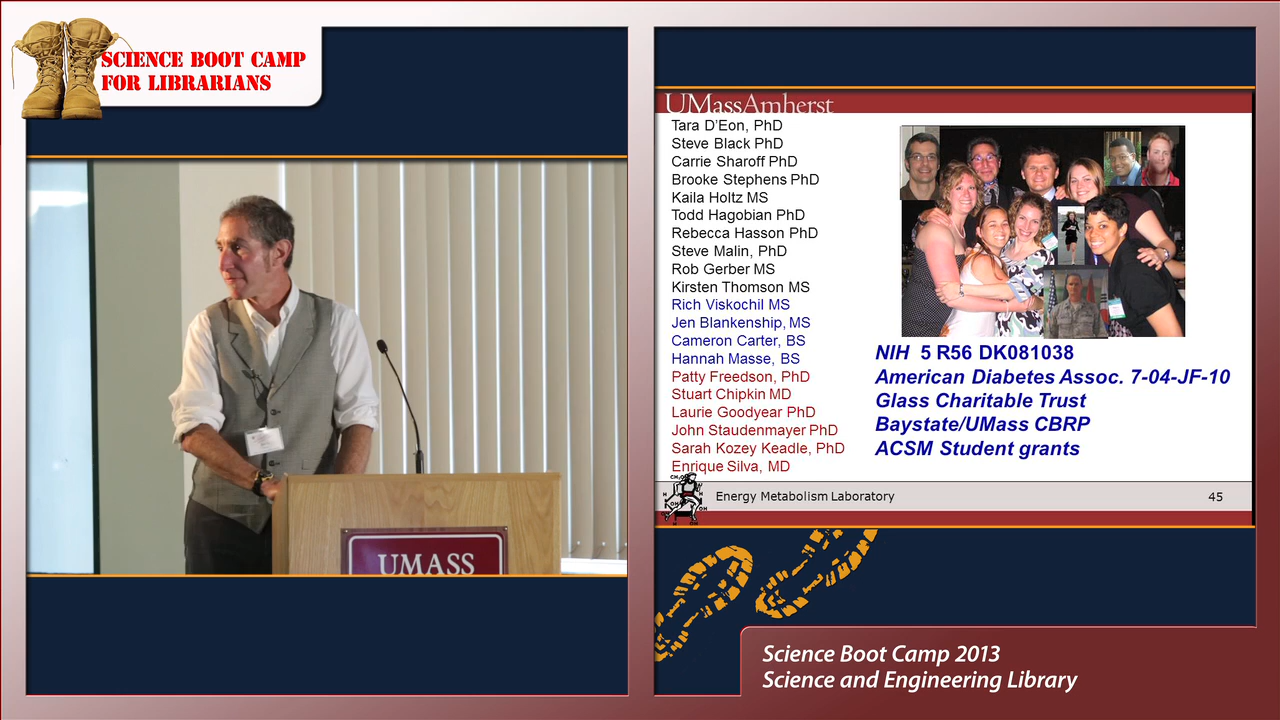 SCIENCE BOOT CAMP
FOR LIBRARIANS
UMASS
UMassAmherst
Tara D'Eon, PhD
Steve Black PhD
Carrie Sharoff PhD
Brooke Stephens PhD
Kaila Holtz MS
Todd Hagobian PhD
Rebecca Hasson PhD
Steve Malin, PhD
Rob Gerber MS
Kirsten Thomson MS
Rich Viskochil MS
Jen Blankenship, MS
Cameron Carter, BS
Hannah Masse, BS
Patty Freedson, PhD
Stuart Chipkin MD
Laurie Goodyear PhD
John Staudenmayer PhD
Sarah Kozey Keadle, PhD
Enrique Silva, MD
NIH 5 R56 DK081038
American Diabetes Assoc. 7-04-JF-10
Glass Charitable Trust
Baystate/UMass CBRP
ACSM Student grants
Energy Metabolism Laboratory
45
Science Boot Camp 2013
Science and Engineering Library